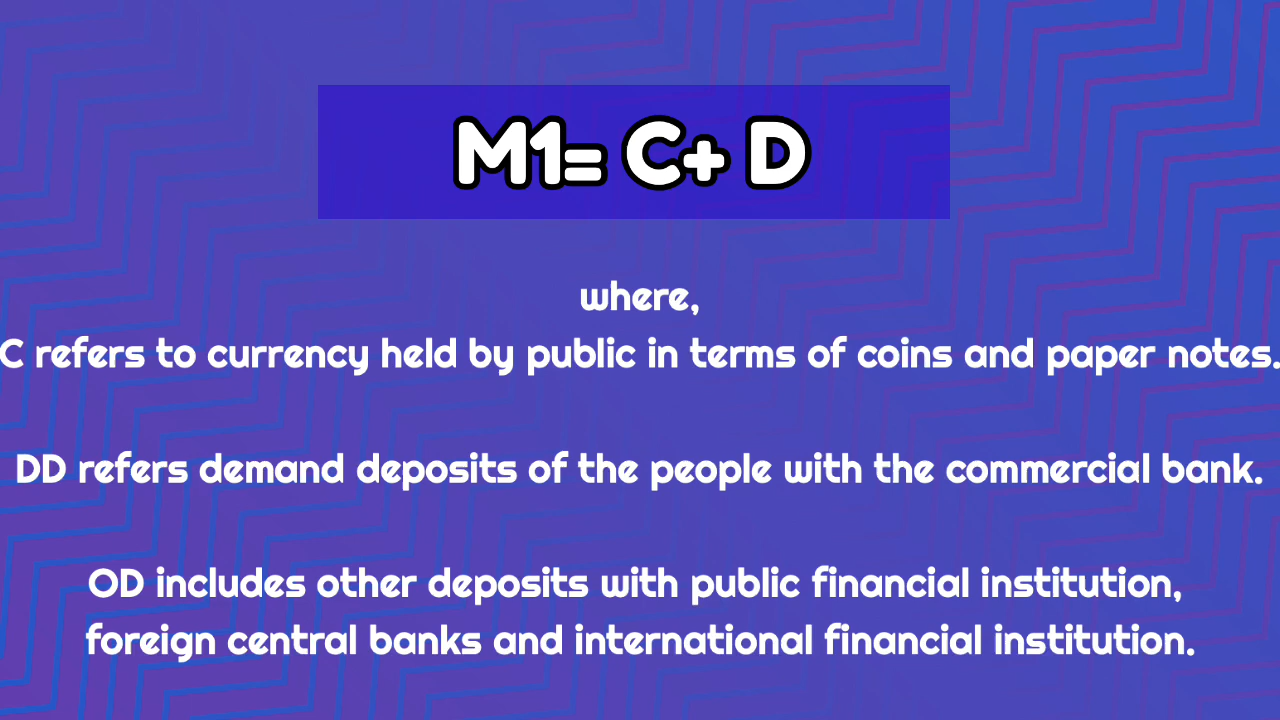 M1= C+ D
where,
C refers to currency held by public in terms of coins and paper notes.
DD refers demand deposits of the people with the commercial bank.
OD includes other deposits with public financial institution,
foreign central banks and international financial institution.